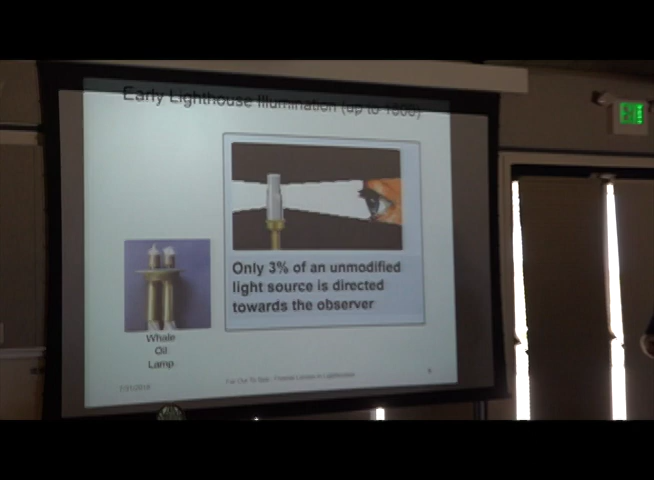 Early Lighthouse Illumination (up to
Only 3% of an unmodified
light source is directed
towards the observer
Whale
Oil
Lamp